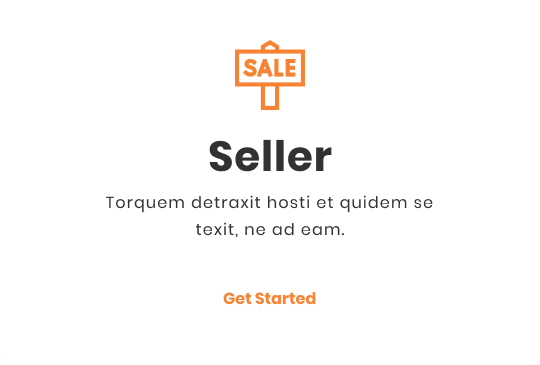 SALE
Seller
Torquem detraxit hosti et quidem se
texit, ne ad eam.
Get Started